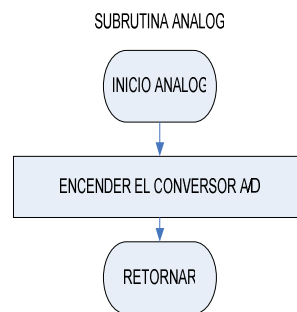 SUBRUTINA ANALOG
INICIO ANALOG
ENCENDER EL CONVERSOR A/D
RETORNAR